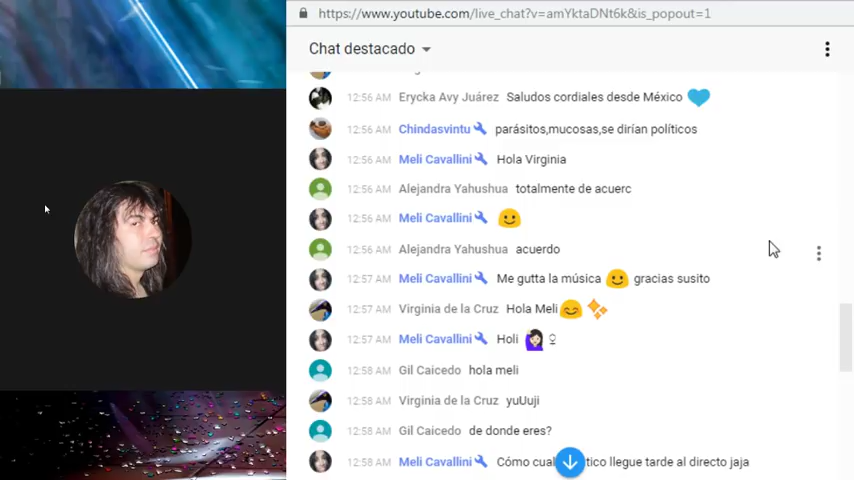 https://www.youtube.com/live_chat?v=amYktaDNt6k&is_popout=1
Chat destacado
12:56 AM Erycka Avy Juárez Saludos cordiales desde México 💙
12:56 AM Chindasvintu parásitos,mucosas,se dirían políticos
12:56 AM Meli Cavallini Hola Virginia
12:56 AM Alejandra Yahushua totalmente de acuerc
12:56 AM Meli Cavallini 🙂
12:56 AM Alejandra Yahushua acuerdo
12:57 AM Meli Cavallini Me gutta la música 🙂 gracias susito
12:57 AM Virginia de la Cruz Hola Meli 😊 ✨
12:57 AM Meli Cavallini Holi 🙋🏻 ♀
12:58 AM Gil Caicedo hola meli
12:58 AM Virginia de la Cruz yuUuji
12:58 AM Gil Caicedo de donde eres?
12:58 AM Meli Cavallini Cómo llegue tarde al directo jaja